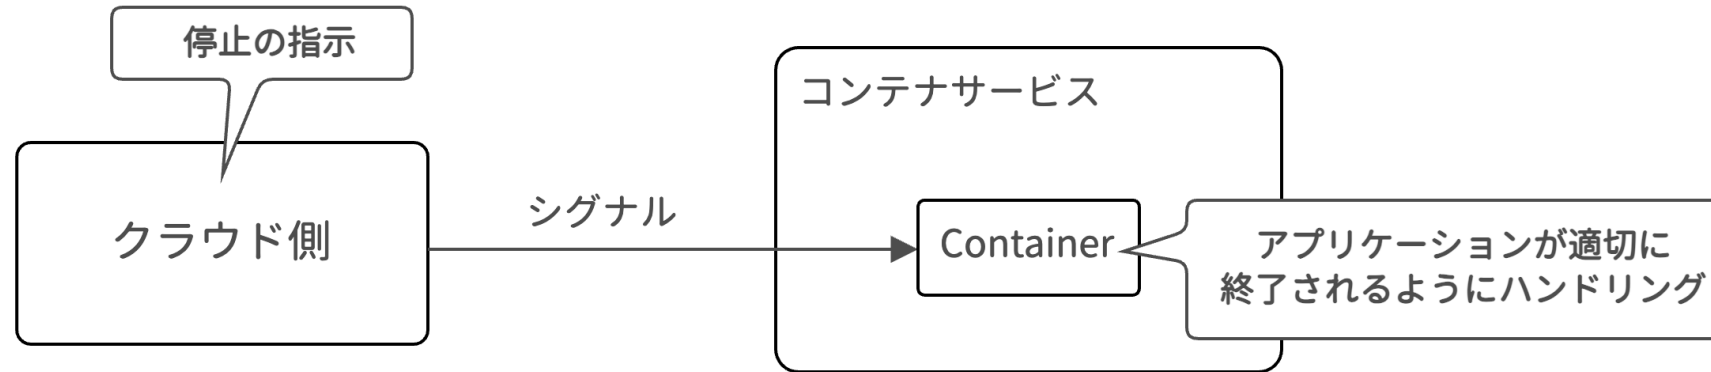 停止の指示
コンテナサービス
クラウド側
シグナル
Container
アプリケーションが適切に
終了されるようにハンドリング